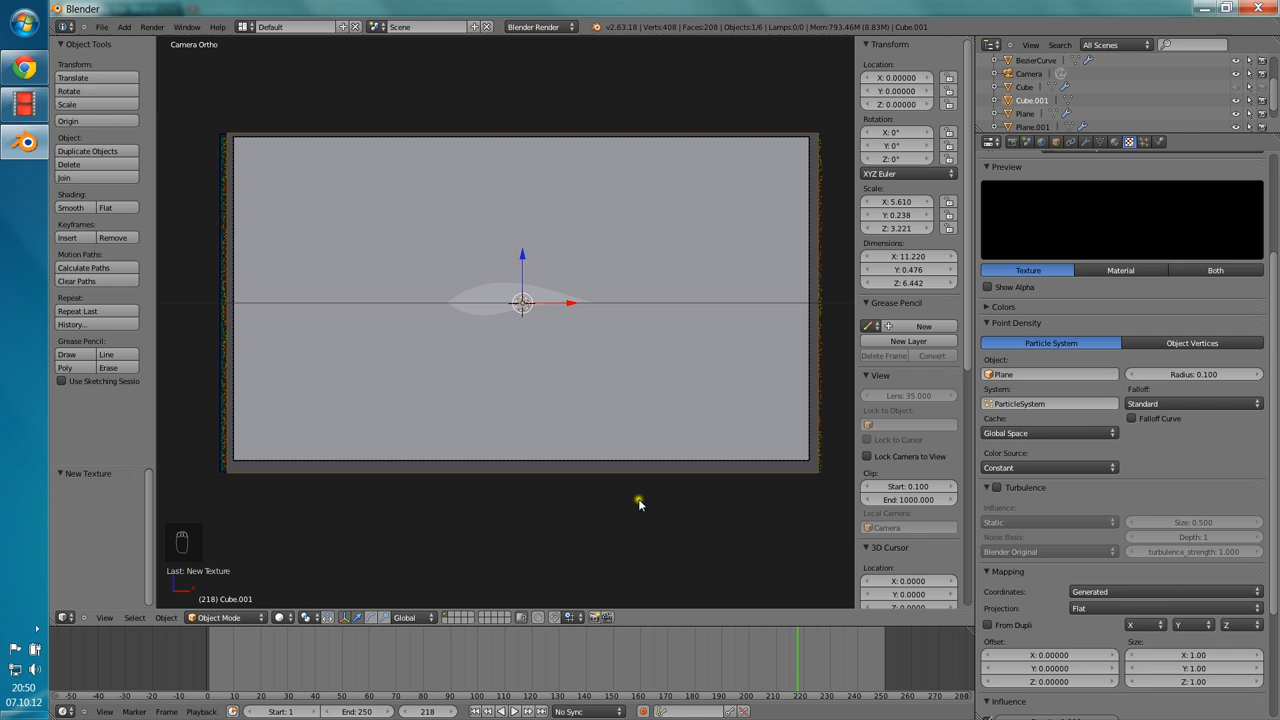 Blender
File Add Render Window Help Default Scene Blender Render v2.63.18 | Verts:408 | Faces:208 | Objects:1/6 | Lamps:0/0 | Mem:793.46M (8.83M) | Cube.001
Object Tools
Transform:
Translate
Rotate
Scale
Origin
Object:
Duplicate Objects
Delete
Join
Shading:
Smooth Flat
Keyframes:
Insert Remove
Motion Paths:
Calculate Paths
Clear Paths
Repeat:
Repeat Last
History...
Grease Pencil:
Draw Line
Poly Erase
Use Sketching Sessio
New Texture
Camera Ortho
Last: New Texture
(218) Cube.001
View Select Object Object Mode Global
Transform
Location:
X: 0.00000
Y: 0.00000
Z: 0.00000
Rotation:
X: 0°
Y: 0°
Z: 0°
XYZ Euler
Scale:
X: 5.610
Y: 0.238
Z: 3.221
Dimensions:
X: 11.220
Y: 0.476
Z: 6.442
Grease Pencil
New
New Layer
Delete Frame Convert
View
Lens: 35.000
Lock to Object:
Lock to Cursor
Lock Camera to View
Clip:
Start: 0.100
End: 1000.000
Local Camera:
Camera
3D Cursor
Location:
X: 0.0000
Y: 0.0000
Z: 0.0000
View Search All Scenes
BezierCurve
Camera
Cube
Cube.001
Plane
Plane.001
Preview
Texture Material Both
Show Alpha
Colors
Point Density
Particle System Object Vertices
Object:
Plane Radius: 0.100
System: Falloff:
ParticleSystem Standard
Cache: Falloff Curve
Global Space
Color Source:
Constant
Turbulence
Influence:
Static Size: 0.500
Noise Basis: Depth: 1
Blender Original turbulence_strength: 1.000
Mapping
Coordinates: Generated
Projection: Flat
From Dupli X Y Z
Offset: Size:
X: 0.00000 X: 1.00
Y: 0.00000 Y: 1.00
Z: 0.00000 Z: 1.00
Influence
-50 -40 -30 -20 -10 0 10 20 30 40 50 60 70 80 90 100 110 120 130 140 150 160 170 180 190 200 210 220 230 240 250 260 270 280
View Marker Frame Playback Start: 1 End: 250 218 No Sync
20:50
07.10.12